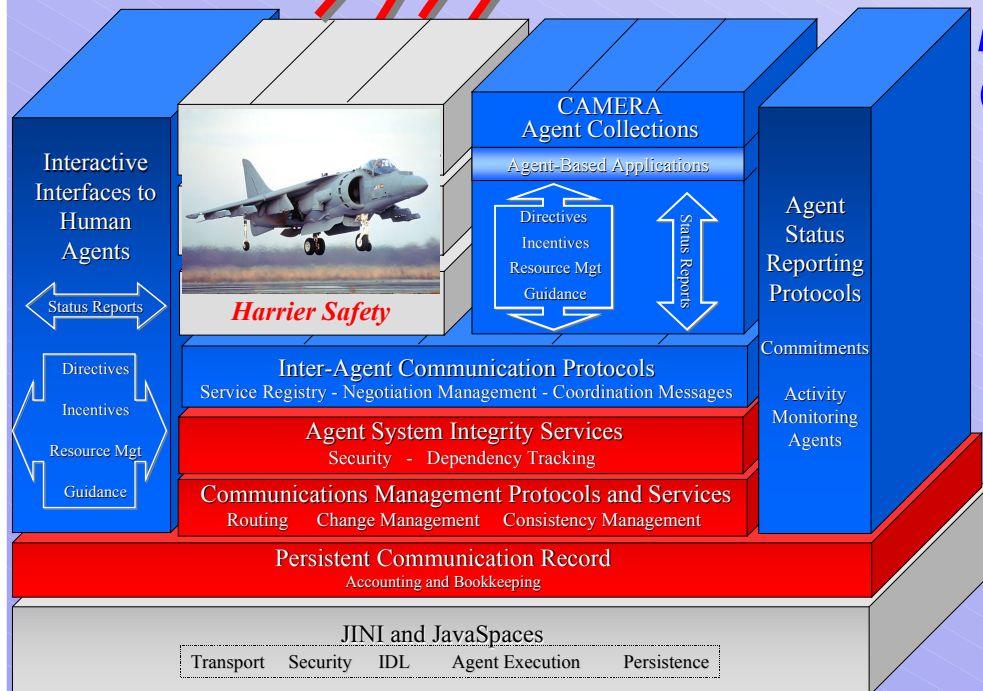 Interactive
Interfaces to
Human
Agents
Status Reports
Directives
Incentives
Resource Mgt
Guidance
Harrier Safety
CAMERA
Agent Collections
Agent-Based Applications
Directives
Incentives
Resource Mgt
Guidance
Status Reports
Agent
Status
Reporting
Protocols
Commitments
Activity
Monitoring
Agents
Inter-Agent Communication Protocols
Service Registry - Negotiation Management - Coordination Messages
Agent System Integrity Services
Security - Dependency Tracking
Communications Management Protocols and Services
Routing Change Management Consistency Management
Persistent Communication Record
Accounting and Bookkeeping
JINI and JavaSpaces
Transport Security IDL Agent Execution Persistence